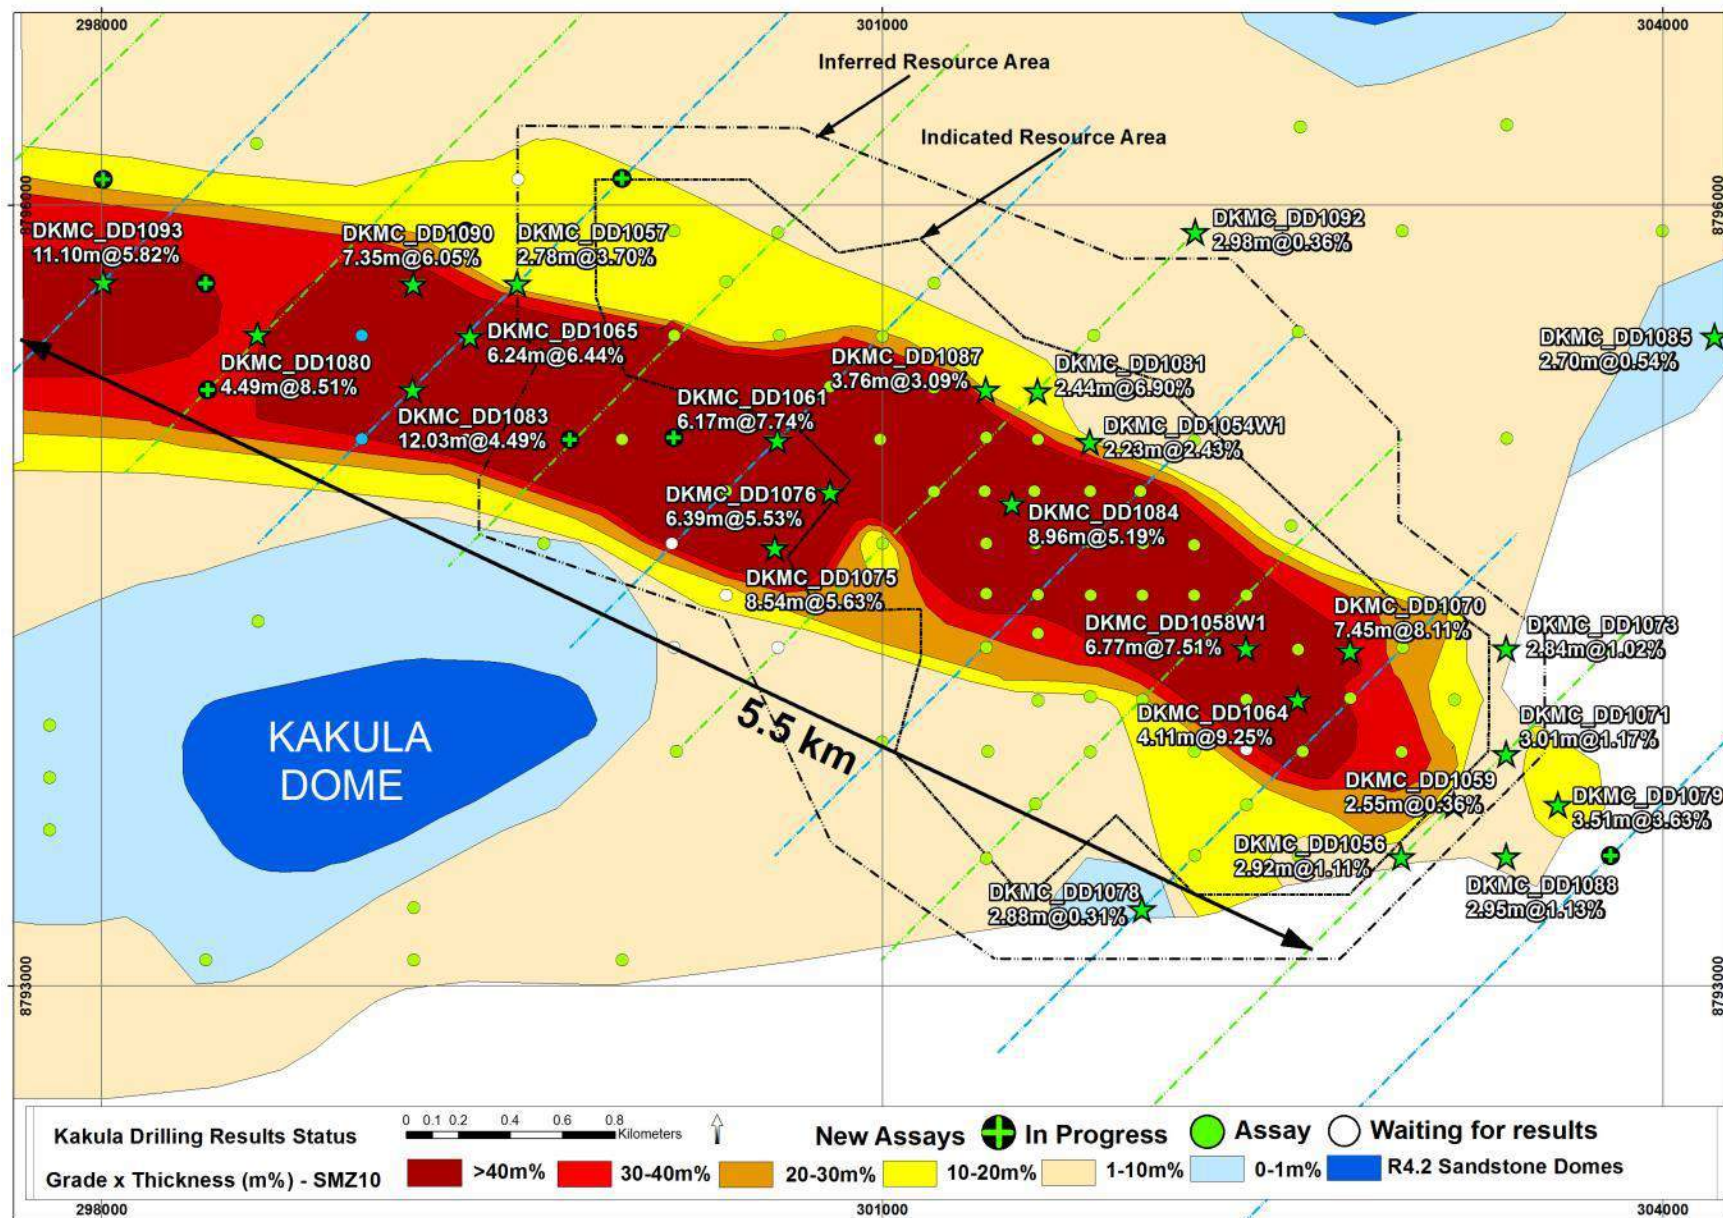 298000
301000
304000
Inferred Resource Area
Indicated Resource Area
8796000
8796000
DKMC_DD1093
11.10m@5.82%
DKMC_DD1090
7.35m@6.05%
DKMC_DD1057
2.78m@3.70%
DKMC_DD1092
2.98m@0.36%
DKMC_DD1065
6.24m@6.44%
DKMC_DD1085
2.70m@0.54%
DKMC_DD1080
4.49m@8.51%
DKMC_DD1087
3.76m@3.09%
DKMC_DD1081
2.44m@6.90%
DKMC_DD1061
6.17m@7.74%
DKMC_DD1083
12.03m@4.49%
DKMC_DD1054W1
2.23m@2.43%
DKMC_DD1076
6.39m@5.53%
DKMC_DD1084
8.96m@5.19%
DKMC_DD1075
8.54m@5.63%
DKMC_DD1058W1
6.77m@7.51%
DKMC_DD1070
7.45m@8.11%
DKMC_DD1073
2.84m@1.02%
DKMC_DD1064
4.11m@9.25%
DKMC_DD1071
3.01m@1.17%
KAKULA
DOME
5.5 km
DKMC_DD1059
2.55m@0.36%
DKMC_DD1079
3.51m@3.63%
DKMC_DD1056
2.92m@1.11%
DKMC_DD1078
2.88m@0.31%
DKMC_DD1088
2.95m@1.13%
8793000
8793000
Kakula Drilling Results Status
0 0.1 0.2 0.4 0.6 0.8
Kilometers
New Assays
In Progress
Assay
Waiting for results
Grade x Thickness (m%) - SMZ10
>40m%
30-40m%
20-30m%
10-20m%
1-10m%
0-1m%
R4.2 Sandstone Domes
298000
301000
304000